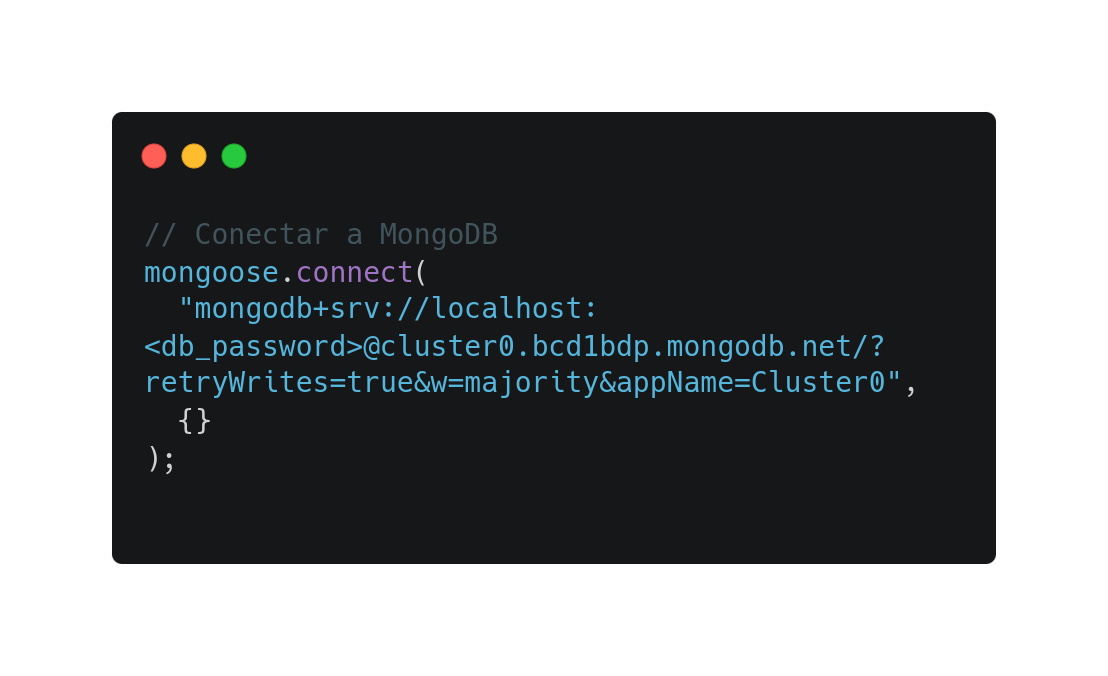 // Conectar a MongoDB
mongoose.connect(
  "mongodb+srv://localhost:
<db_password>@cluster0.bcd1bdp.mongodb.net/?
retryWrites=true&w=majority&appName=Cluster0",
  {}
);